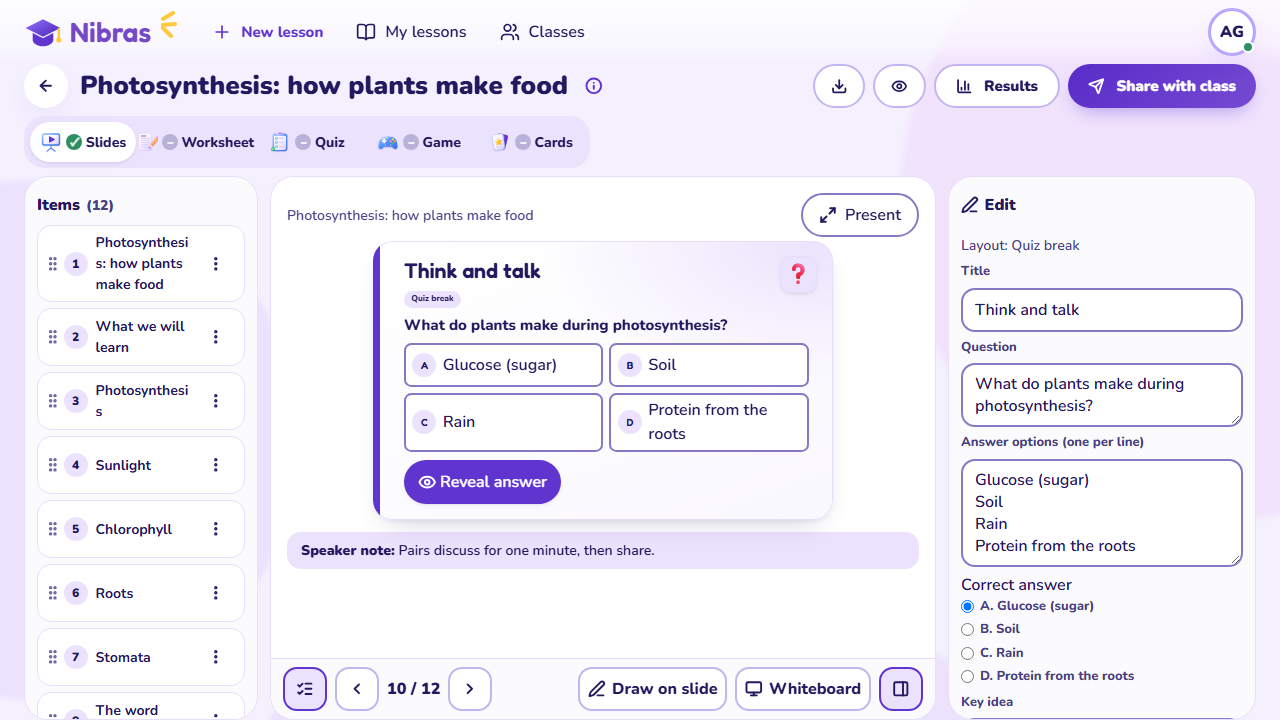 Nibras
New lesson
My lessons
Classes
AG
Photosynthesis: how plants make food
Results
Share with class
Slides
Worksheet
Quiz
Game
Cards
Items (12)
1 Photosynthesi
s: how plants
make food
2 What we will
learn
3 Photosynthesi
s
4 Sunlight
5 Chlorophyll
6 Roots
7 Stomata
The word
Photosynthesis: how plants make food
Present
Think and talk
Quiz break
What do plants make during photosynthesis?
A Glucose (sugar)
B Soil
C Rain
D Protein from the
roots
Reveal answer
Speaker note: Pairs discuss for one minute, then share.
10 / 12
Draw on slide
Whiteboard
Edit
Layout: Quiz break
Title
Think and talk
Question
What do plants make during
photosynthesis?
Answer options (one per line)
Glucose (sugar)
Soil
Rain
Protein from the roots
Correct answer
A. Glucose (sugar)
B. Soil
C. Rain
D. Protein from the roots
Key idea